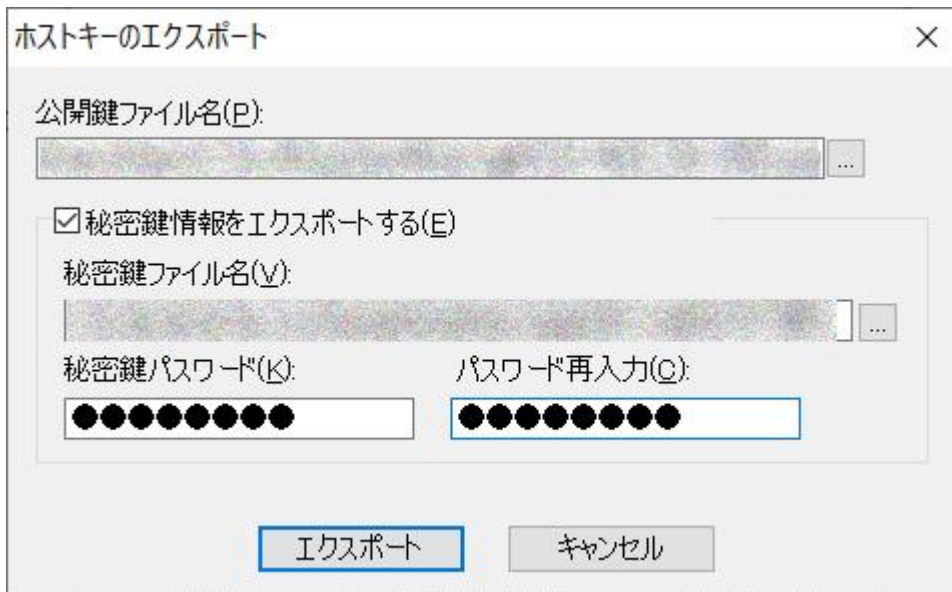 ホストキーのエクスポート
公開鍵ファイル名(P):
...
秘密鍵情報をエクスポートする(E)
秘密鍵ファイル名(V):
...
秘密鍵パスワード(K): パスワード再入力(C):
●●●●●●●● ●●●●●●●●
エクスポート キャンセル